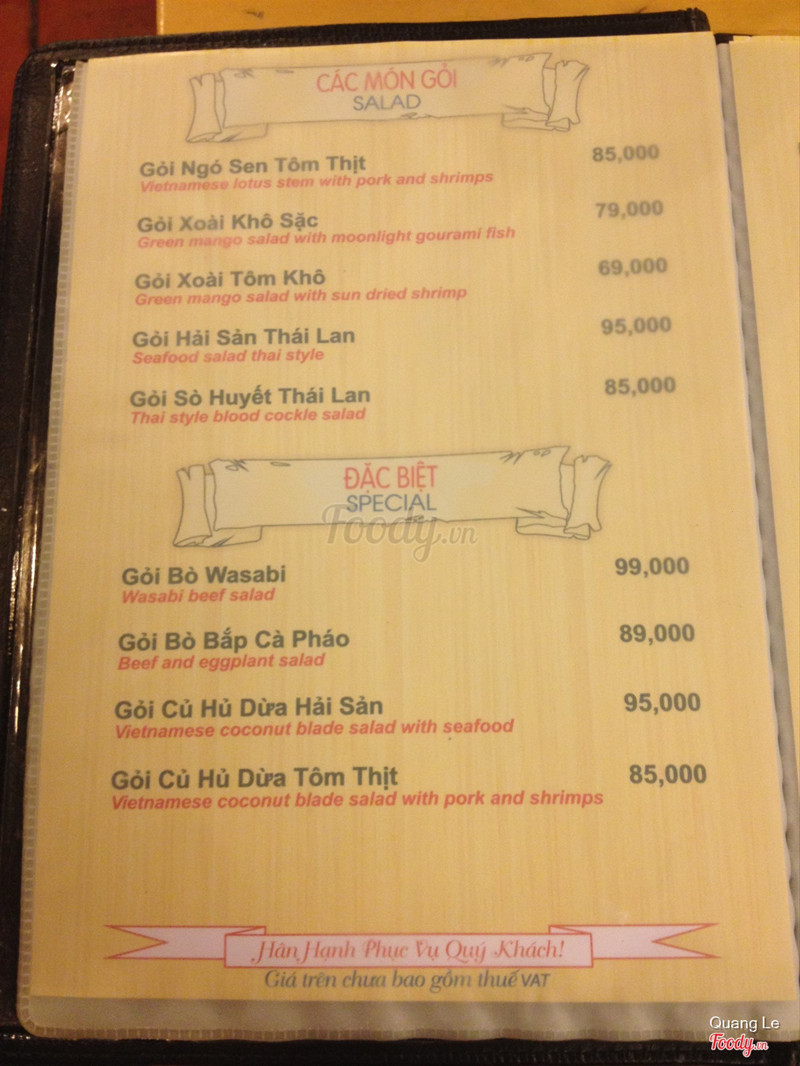 CÁC MÓN GỎI
SALAD
Gỏi Ngó Sen Tôm Thịt 85,000
Vietnamese lotus stem with pork and shrimps
Gỏi Xoài Khô Sặc 79,000
Green mango salad with moonlight gourami fish
Gỏi Xoài Tôm Khô 69,000
Green mango salad with sun dried shrimp
Gỏi Hải Sản Thái Lan 95,000
Seafood salad thai style
Gỏi Sò Huyết Thái Lan 85,000
Thai style blood cockle salad
ĐẶC BIỆT
SPECIAL
Foody.vn
Gỏi Bò Wasabi 99,000
Wasabi beef salad
Gỏi Bò Bắp Cà Pháo 89,000
Beef and eggplant salad
Gỏi Củ Hủ Dừa Hải Sản 95,000
Vietnamese coconut blade salad with seafood
Gỏi Củ Hủ Dừa Tôm Thịt 85,000
Vietnamese coconut blade salad with pork and shrimps
Hân Hạnh Phục Vụ Quý Khách!
Giá trên chưa bao gồm thuế VAT
Quang Le
Foody.vn